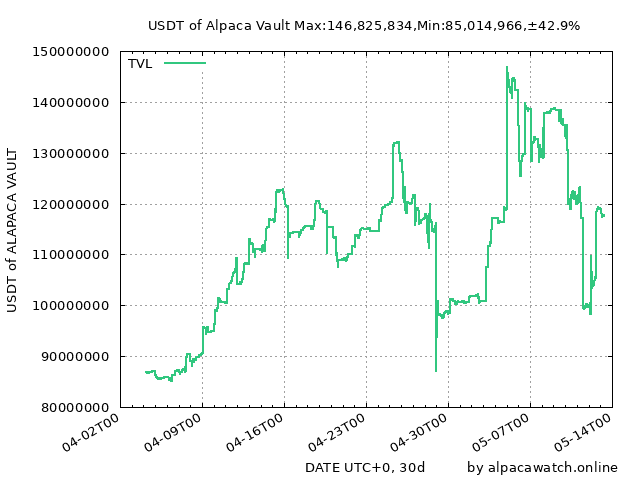 USDT of Alpaca Vault Max:146,825,834,Min:85,014,966,±42.9%
150000000
TVL
140000000
130000000
120000000
110000000
100000000
90000000
80000000
USDT of ALAPACA VAULT
04-02T00
04-09T00
04-16T00
04-23T00
04-30T00
05-07T00
05-14T00
DATE UTC+0, 30d
by alpacawatch.online